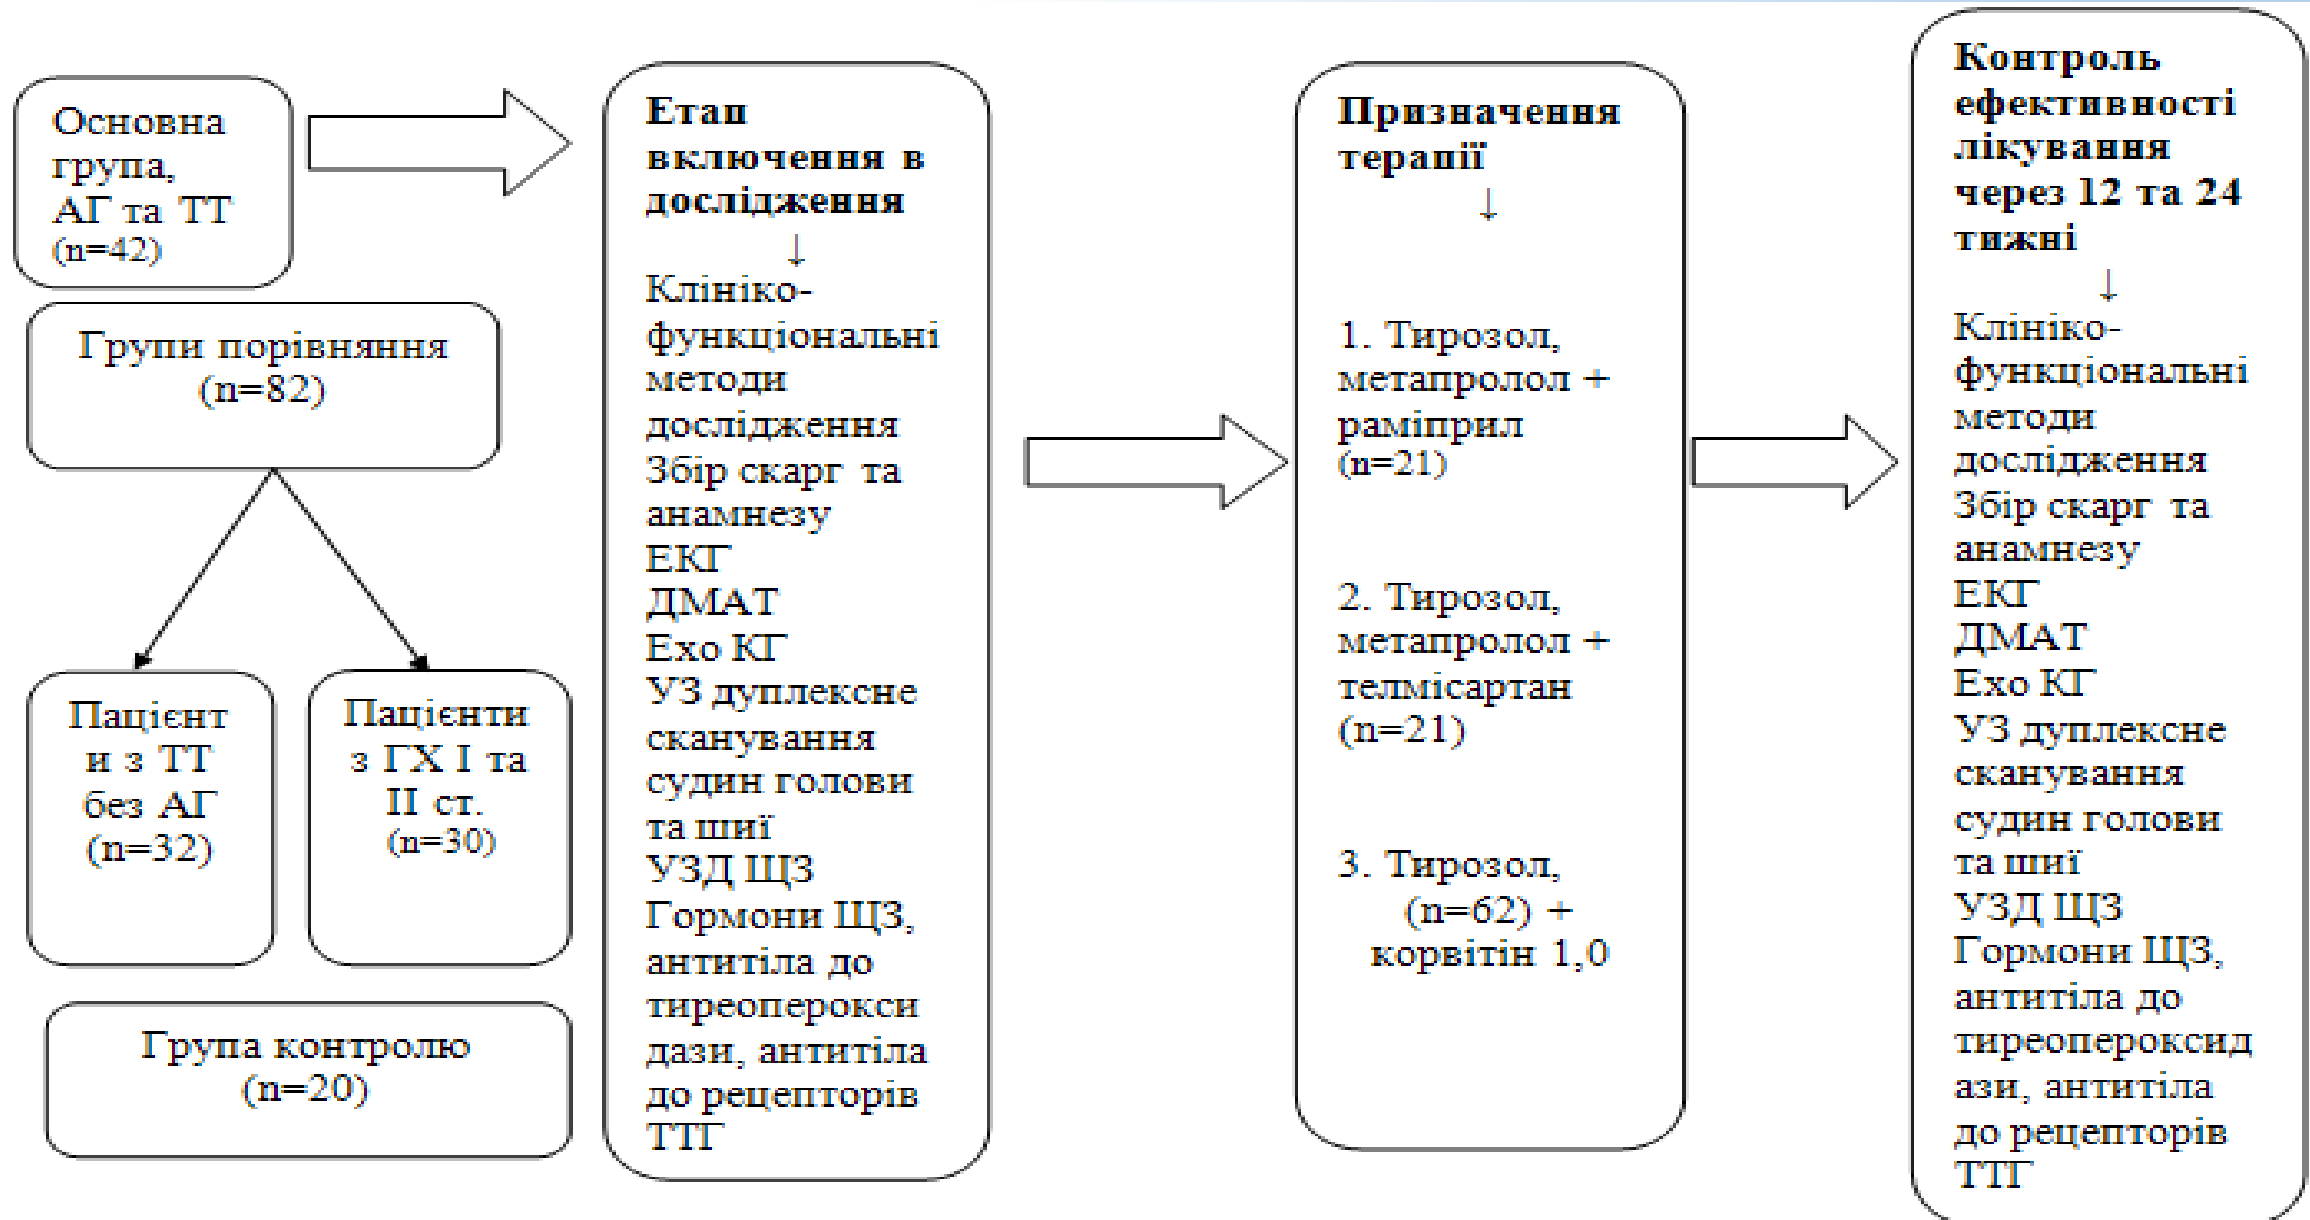 Основна
група,
АГ та ТТ
(n=42)
Групи порівняння
(n=82)
Пацієнт
и з ТТ
без АГ
(n=32)
Пацієнти
з ГХ І та
ІІ ст.
(n=30)
Група контролю
(n=20)
Етап
включення в
дослідження
↓
Клініко-
функціональні
методи
дослідження
Збір скарг та
анамнезу
ЕКГ
ДМАТ
Ехо КГ
УЗ дуплексне
сканування
судин голови
та шиї
УЗД ЩЗ
Гормони ЩЗ,
антитіла до
тиреоперокси
дази, антитіла
до рецепторів
ТТГ
Призначення
терапії
↓
1. Тирозол,
метапролол +
раміприл
(n=21)
2. Тирозол,
метапролол +
телмісартан
(n=21)
3. Тирозол,
(n=62) +
корвітін 1,0
Контроль
ефективності
лікування
через 12 та 24
тижні
↓
Клініко-
функціональні
методи
дослідження
Збір скарг та
анамнезу
ЕКГ
ДМАТ
Ехо КГ
УЗ дуплексне
сканування
судин голови
та шиї
УЗД ЩЗ
Гормони ЩЗ,
антитіла до
тиреопероксид
ази, антитіла
до рецепторів
ТТГ